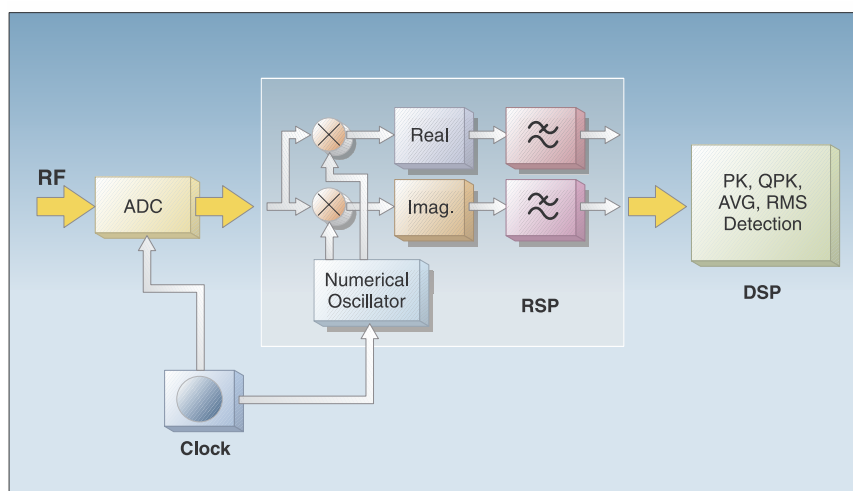 RF
ADC
Real
Imag.
Numerical
Oscillator
RSP
PK, QPK,
AVG, RMS
Detection
DSP
Clock